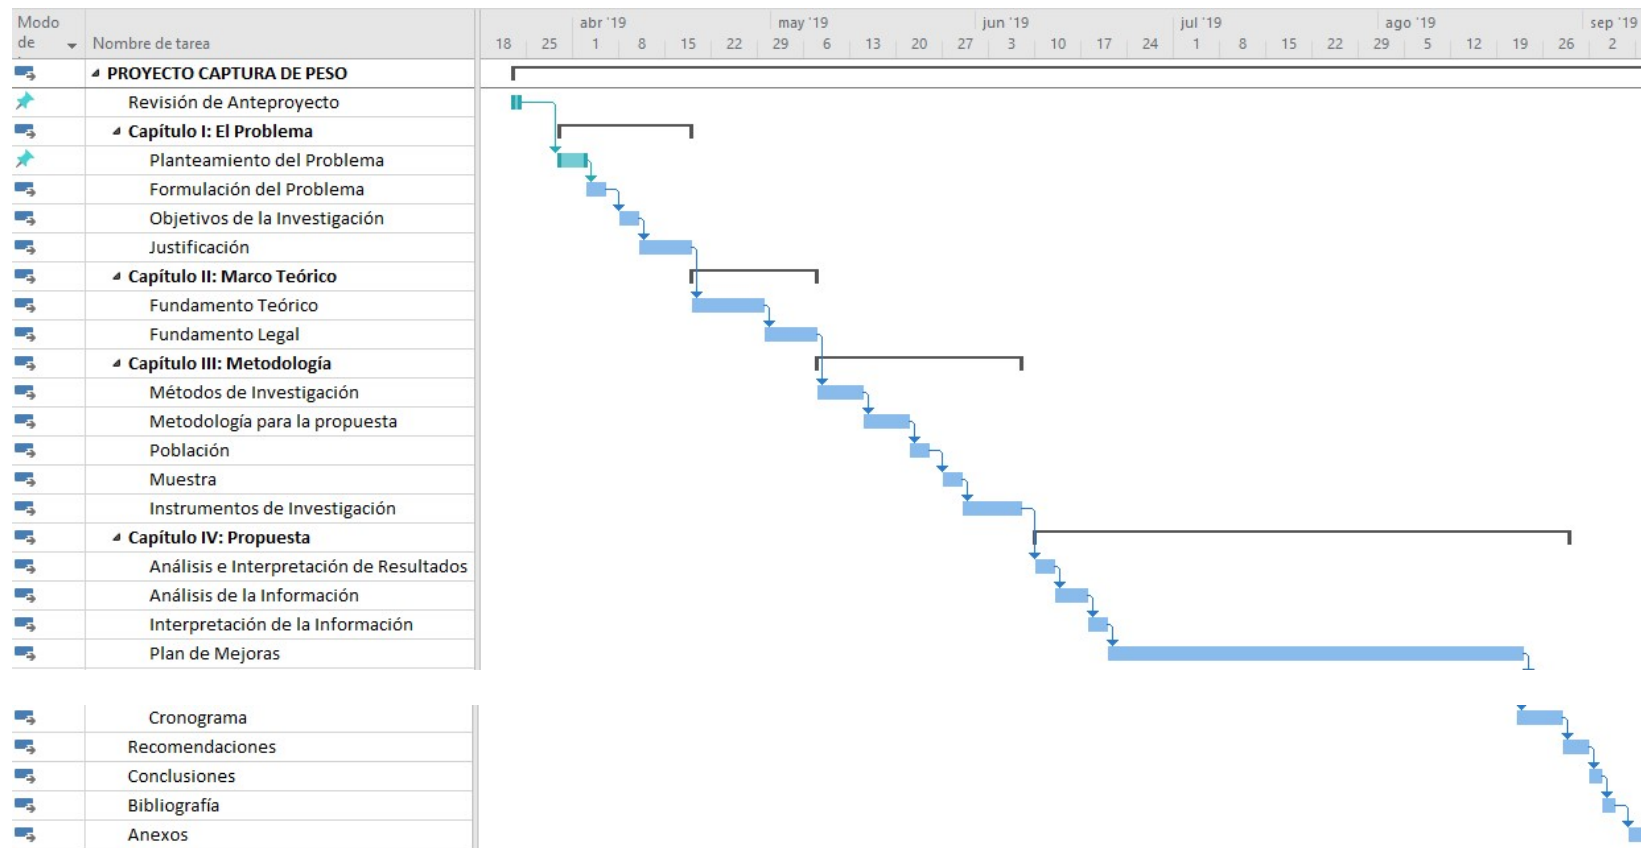 Modo
de
Nombre de tarea
abr '19 may '19 jun '19 jul '19 ago '19 sep '19
18 25 1 8 15 22 29 6 13 20 27 3 10 17 24 1 8 15 22 29 5 12 19 26 2
PROYECTO CAPTURA DE PESO
Revisión de Anteproyecto
Capítulo I: El Problema
Planteamiento del Problema
Formulación del Problema
Objetivos de la Investigación
Justificación
Capítulo II: Marco Teórico
Fundamento Teórico
Fundamento Legal
Capítulo III: Metodología
Métodos de Investigación
Metodología para la propuesta
Población
Muestra
Instrumentos de Investigación
Capítulo IV: Propuesta
Análisis e Interpretación de Resultados
Análisis de la Información
Interpretación de la Información
Plan de Mejoras
Cronograma
Recomendaciones
Conclusiones
Bibliografía
Anexos